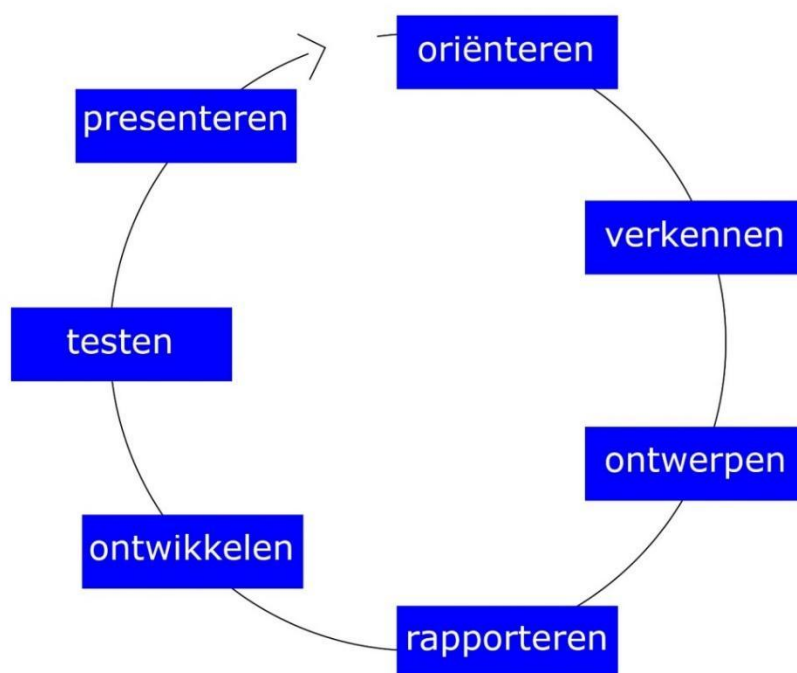 oriënteren
verkennen
ontwerpen
rapporteren
ontwikkelen
testen
presenteren